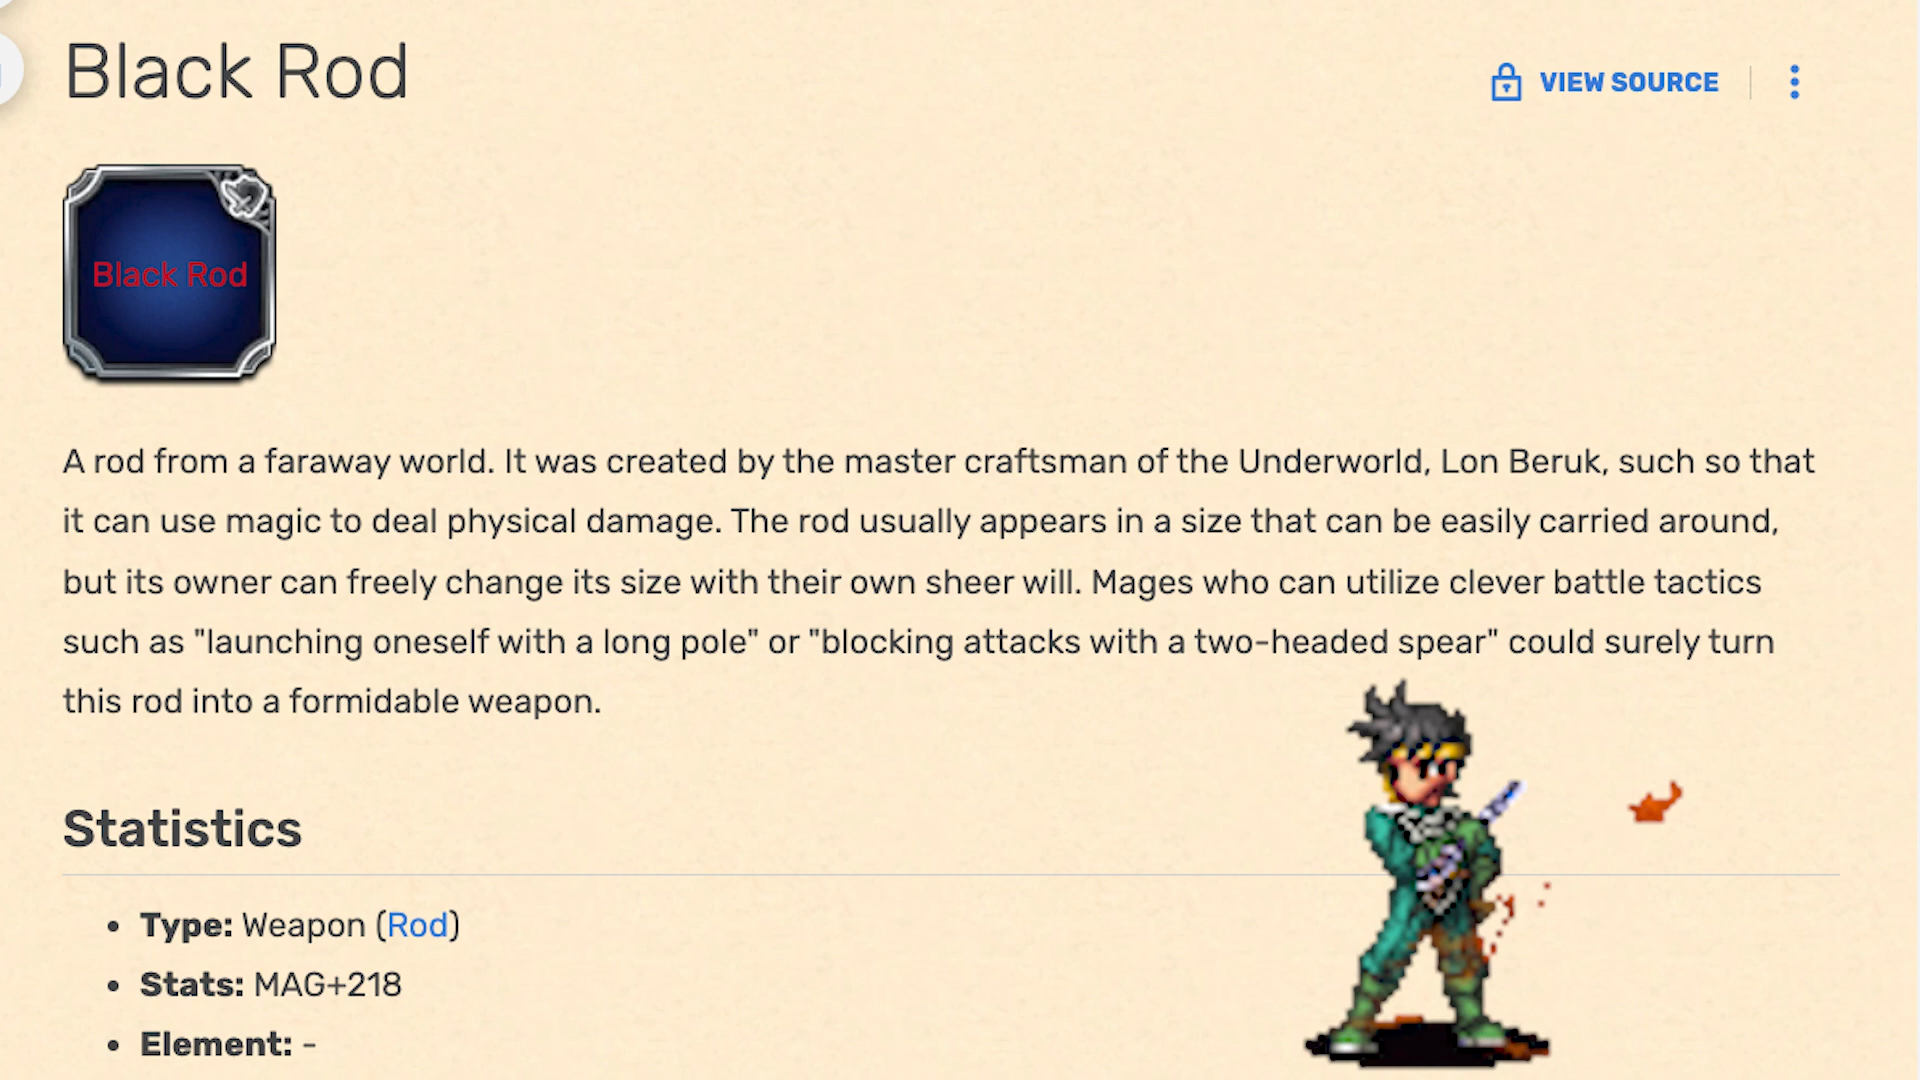 Black Rod
VIEW SOURCE
Black Rod
A rod from a faraway world. It was created by the master craftsman of the Underworld, Lon Beruk, such so that
it can use magic to deal physical damage. The rod usually appears in a size that can be easily carried around,
but its owner can freely change its size with their own sheer will. Mages who can utilize clever battle tactics
such as "launching oneself with a long pole" or "blocking attacks with a two-headed spear" could surely turn
this rod into a formidable weapon.
Statistics
• Type: Weapon (Rod)
• Stats: MAG+218
• Element: -